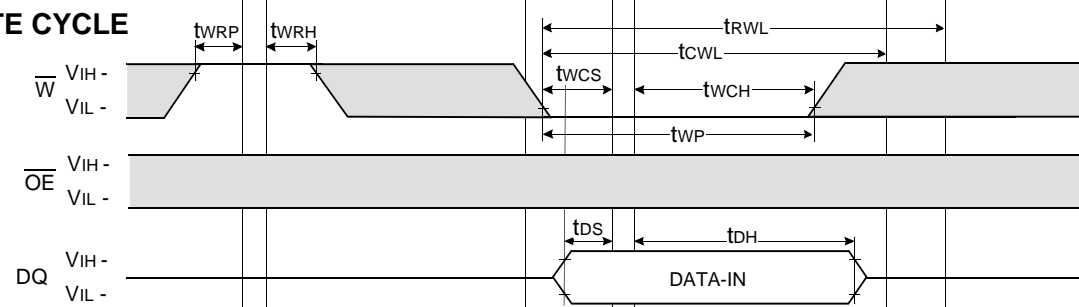 TE CYCLE
tWRP
tWRH
tRWL
tCWL
tWCS
tWCH
tWP
W
VIH -
VIL -
OE
VIH -
VIL -
tDS
tDH
DQ
VIH -
VIL -
DATA-IN